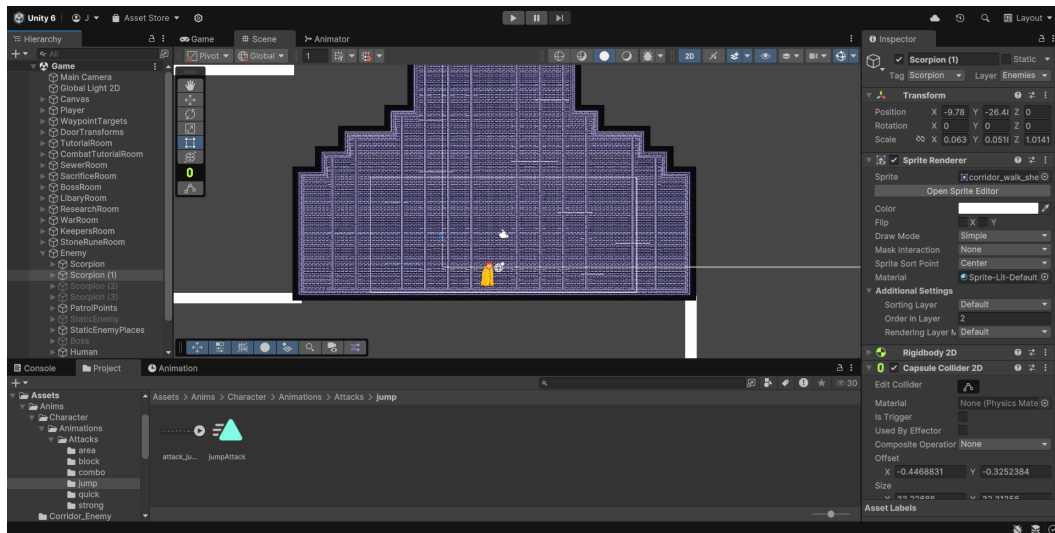 Unity 6 J Asset Store Layout
Hierarchy
All
Game
Main Camera
Global Light 2D
Canvas
Player
WaypointTargets
DoorTransforms
TutorialRoom
CombatTutorialRoom
SewerRoom
SacrificeRoom
BossRoom
LibaryRoom
ResearchRoom
WarRoom
KeepersRoom
StoneRuneRoom
Enemy
Scorpion
Scorpion (1)
Scorpion (2)
Scorpion (3)
PatrolPoints
StaticEnemy
StaticEnemyPlaces
Boss
Human
Game Scene Animator
Pivot Global 1 2D
Inspector
Scorpion (1) Static
Tag Scorpion Layer Enemies
Transform
Position X -9.78 Y Z 0
Rotation X 0 Y 0 Z 0
Scale X 0.063 Y 0.0518 Z 1.0141
Sprite Renderer
Sprite corridor_walk_she
Open Sprite Editor
Color
Flip X Y
Draw Mode Simple
Mask Interaction None
Sprite Sort Point Center
Material Sprite-Lit-Default
Additional Settings
Sorting Layer Default
Order in Layer 2
Rendering Layer M Default
Rigidbody 2D
Capsule Collider 2D
Edit Collider
Material None (Physics Mate
Is Trigger
Used By Effector
Composite Operation None
Offset
X -0.4468831 Y -0.3252384
Size
Asset Labels
Console Project Animation
30
Assets
Anims
Character
Animations
Attacks
area
block
combo
jump
quick
strong
Corridor_Enemy
Assets > Anims > Character > Animations > Attacks > jump
attack_ju... jumpAttack